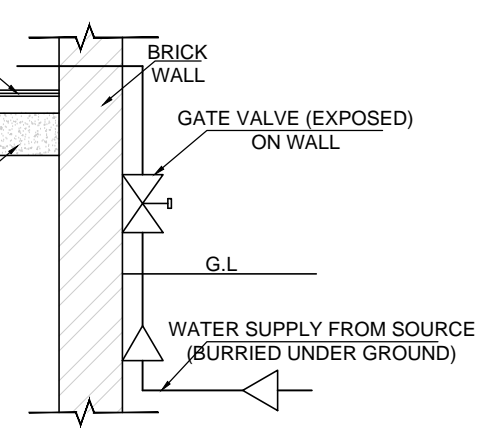 BRICK
WALL
GATE VALVE (EXPOSED)
ON WALL
G.L
WATER SUPPLY FROM SOURCE
(BURRIED UNDER GROUND)